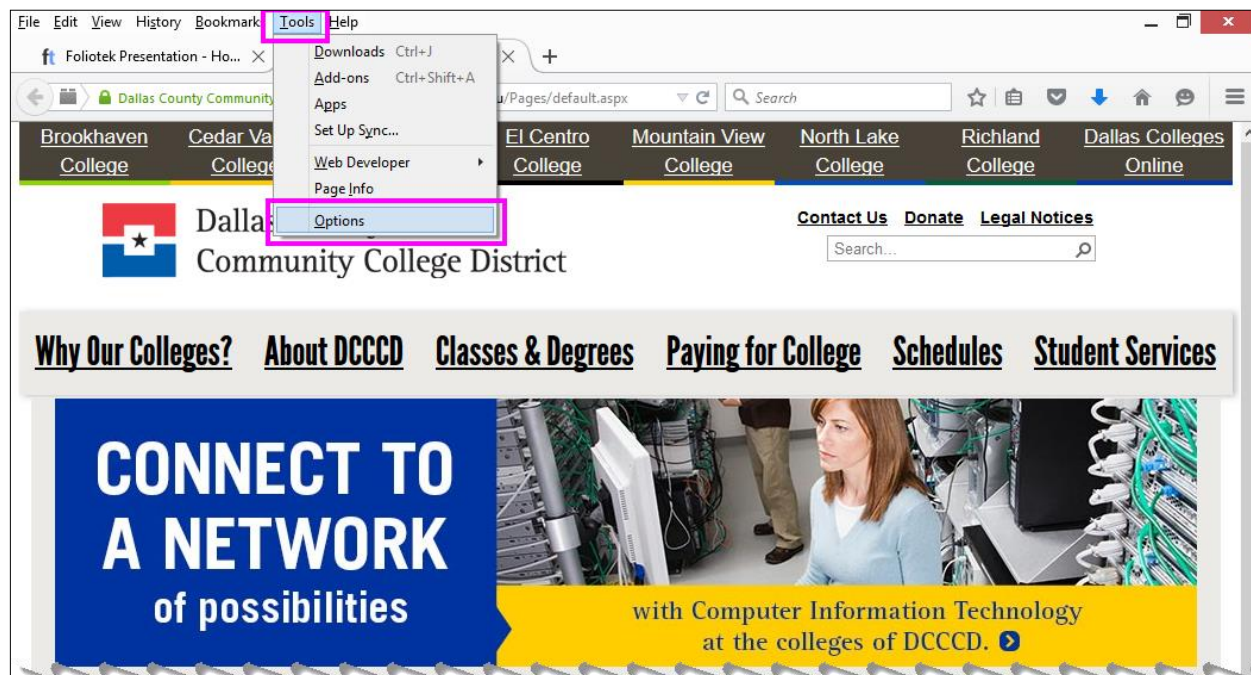 File Edit View History Bookmark Tools Help
Foliotek Presentation - Ho...
Downloads Ctrl+J
Add-ons Ctrl+Shift+A
Apps
Set Up Sync...
Web Developer
Page Info
Options
Dallas County Community
/Pages/default.aspx
Search
Brookhaven College
Cedar Va
College
El Centro College
Mountain View College
North Lake College
Richland College
Dallas Colleges Online
Dallas
Community College District
Contact Us Donate Legal Notices
Search...
Why Our Colleges? About DCCCD Classes & Degrees Paying for College Schedules Student Services
CONNECT TO
A NETWORK
of possibilities
with Computer Information Technology
at the colleges of DCCCD.